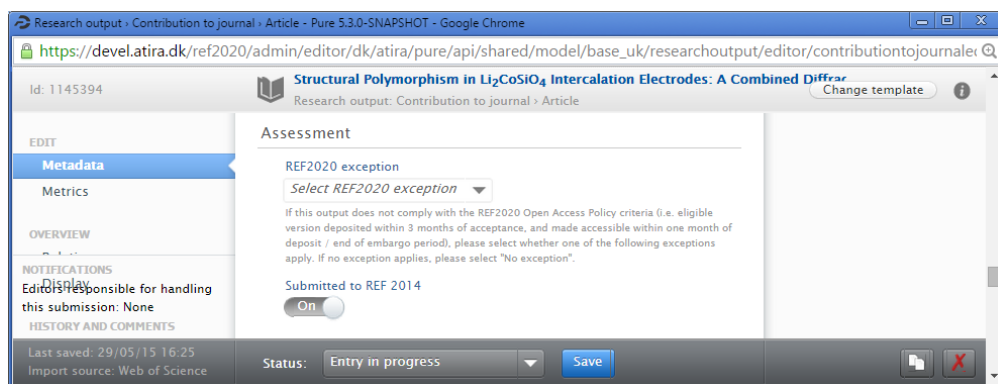 Research output › Contribution to journal › Article - Pure 5.3.0-SNAPSHOT - Google Chrome
https://devel.atira.dk/ref2020/admin/editor/dk/atira/pure/api/shared/model/base_uk/researchoutput/editor/contributiontojournalec
Id: 1145394
Structural Polymorphism in Li₂CoSiO₄ Intercalation Electrodes: A Combined Diffrac
Research output: Contribution to journal › Article
Change template
EDIT
Metadata
Metrics
OVERVIEW
Display
NOTIFICATIONS
Editors responsible for handling
this submission: None
HISTORY AND COMMENTS
Assessment
REF2020 exception
Select REF2020 exception
If this output does not comply with the REF2020 Open Access Policy criteria (i.e. eligible
version deposited within 3 months of acceptance, and made accessible within one month of
deposit / end of embargo period), please select whether one of the following exceptions
apply. If no exception applies, please select "No exception".
Submitted to REF 2014
On
Last saved: 29/05/15 16:25
Import source: Web of Science
Status:
Entry in progress
Save